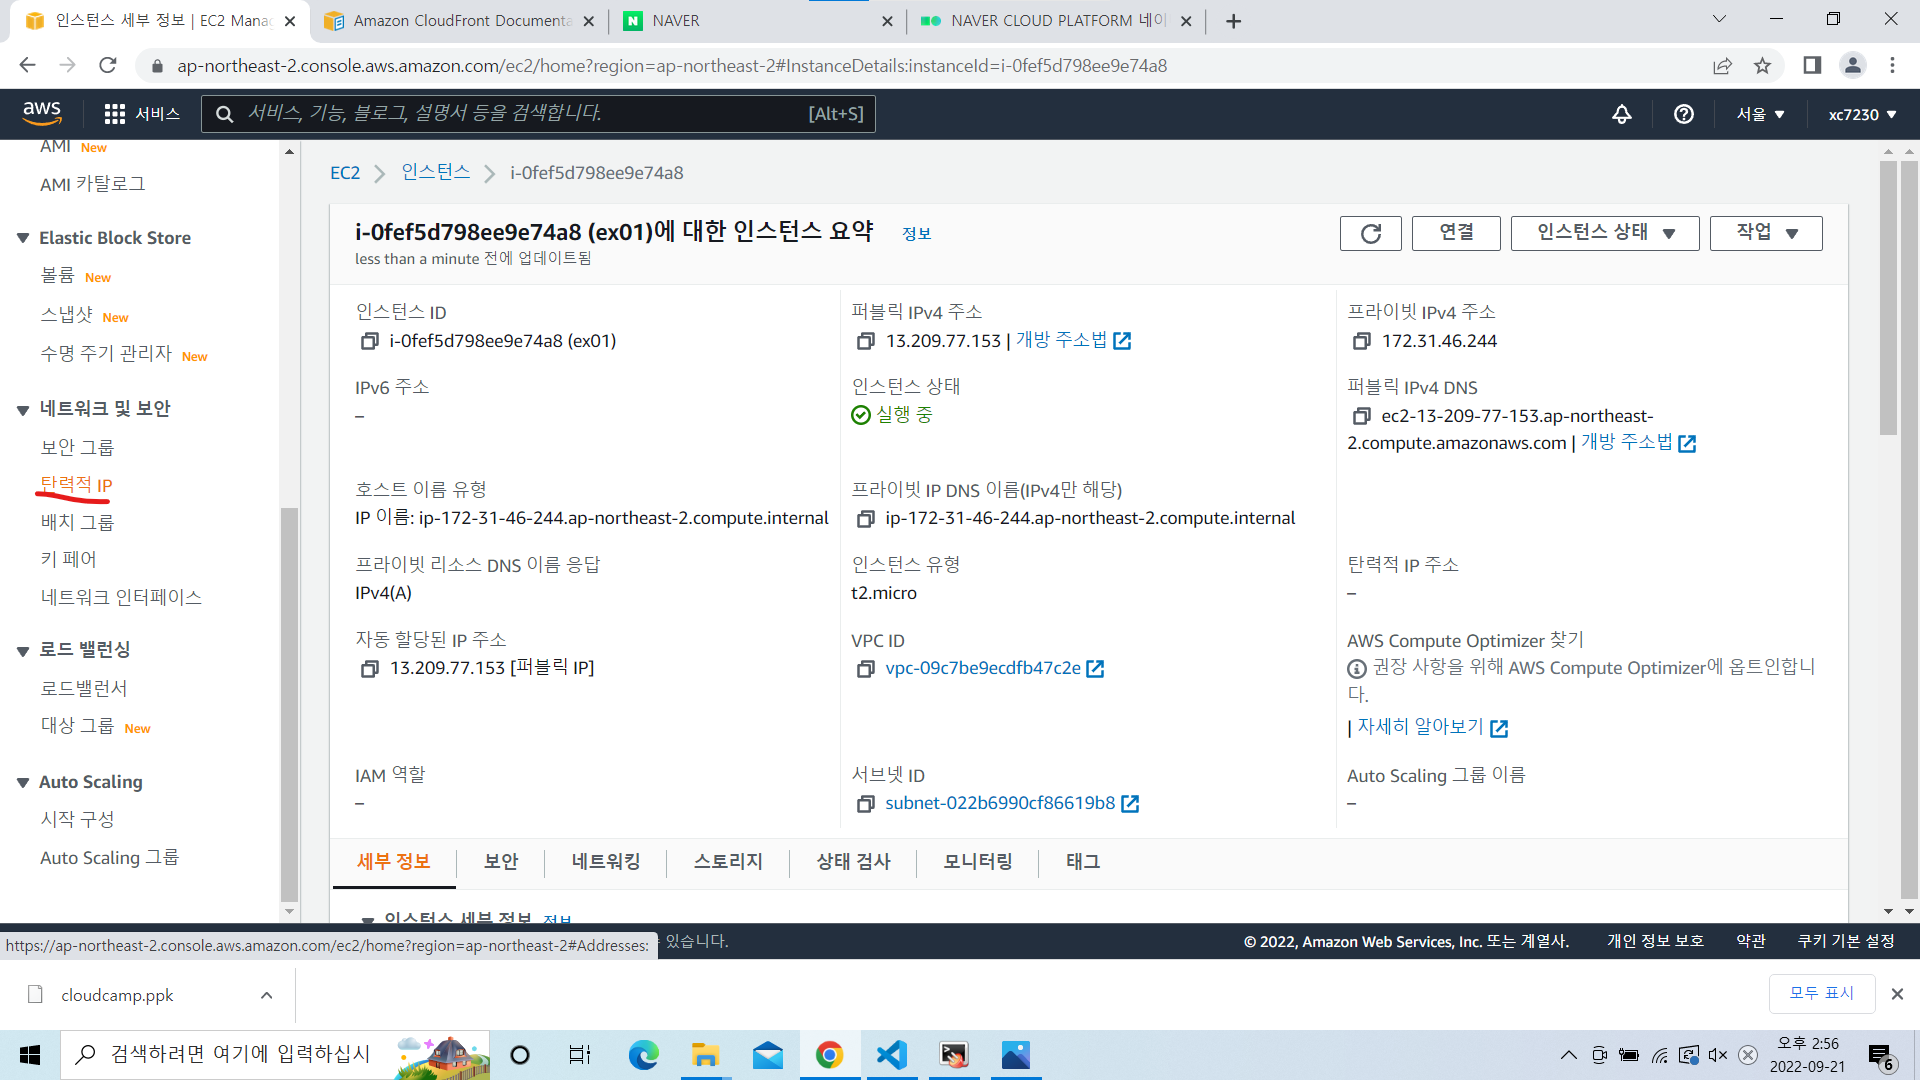 인스턴스 세부 정보 | EC2 Mana
Amazon CloudFront Documenta
NAVER
NAVER CLOUD PLATFORM 네이
ap-northeast-2.console.aws.amazon.com/ec2/home?region=ap-northeast-2#InstanceDetails:instanceId=i-0fef5d798ee9e74a8
aws
서비스
서비스, 기능, 블로그, 설명서 등을 검색합니다.
[Alt+S]
서울
xc7230
AMI New
AMI 카탈로그
Elastic Block Store
볼륨 New
스냅샷 New
수명 주기 관리자 New
네트워크 및 보안
보안 그룹
탄력적 IP
배치 그룹
키 페어
네트워크 인터페이스
로드 밸런싱
로드밸런서
대상 그룹 New
Auto Scaling
시작 구성
Auto Scaling 그룹
EC2
인스턴스
i-0fef5d798ee9e74a8
i-0fef5d798ee9e74a8 (ex01)에 대한 인스턴스 요약 정보
less than a minute 전에 업데이트됨
연결
인스턴스 상태
작업
인스턴스 ID
i-0fef5d798ee9e74a8 (ex01)
퍼블릭 IPv4 주소
13.209.77.153 | 개방 주소법
프라이빗 IPv4 주소
172.31.46.244
IPv6 주소
–
인스턴스 상태
실행 중
퍼블릭 IPv4 DNS
ec2-13-209-77-153.ap-northeast-
2.compute.amazonaws.com | 개방 주소법
호스트 이름 유형
IP 이름: ip-172-31-46-244.ap-northeast-2.compute.internal
프라이빗 IP DNS 이름(IPv4만 해당)
ip-172-31-46-244.ap-northeast-2.compute.internal
프라이빗 리소스 DNS 이름 응답
IPv4(A)
인스턴스 유형
t2.micro
탄력적 IP 주소
–
자동 할당된 IP 주소
13.209.77.153 [퍼블릭 IP]
VPC ID
vpc-09c7be9ecdfb47c2e
AWS Compute Optimizer 찾기
권장 사항을 위해 AWS Compute Optimizer에 옵트인합니
다.
| 자세히 알아보기
IAM 역할
–
서브넷 ID
subnet-022b6990cf86619b8
Auto Scaling 그룹 이름
–
세부 정보
보안
네트워킹
스토리지
상태 검사
모니터링
태그
인스턴스 세부 정보 정보
https://ap-northeast-2.console.aws.amazon.com/ec2/home?region=ap-northeast-2#Addresses:
있습니다.
© 2022, Amazon Web Services, Inc. 또는 계열사.
개인 정보 보호
약관
쿠키 기본 설정
cloudcamp.ppk
모두 표시
검색하려면 여기에 입력하십시
오후 2:56
2022-09-21
6